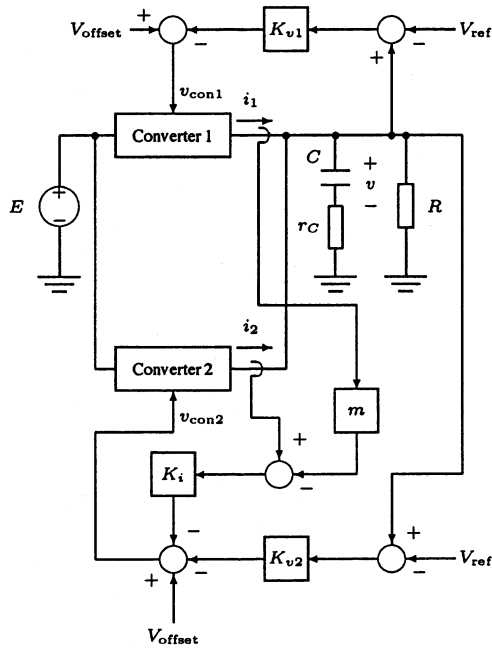 V_offset + − K_v1 − V_ref
+
v_con1
i_1
Converter 1
C + v −
E + −
r_C
R
i_2
Converter 2
m
v_con2
+
K_i −
−
+
+ − K_v2 − V_ref
V_offset